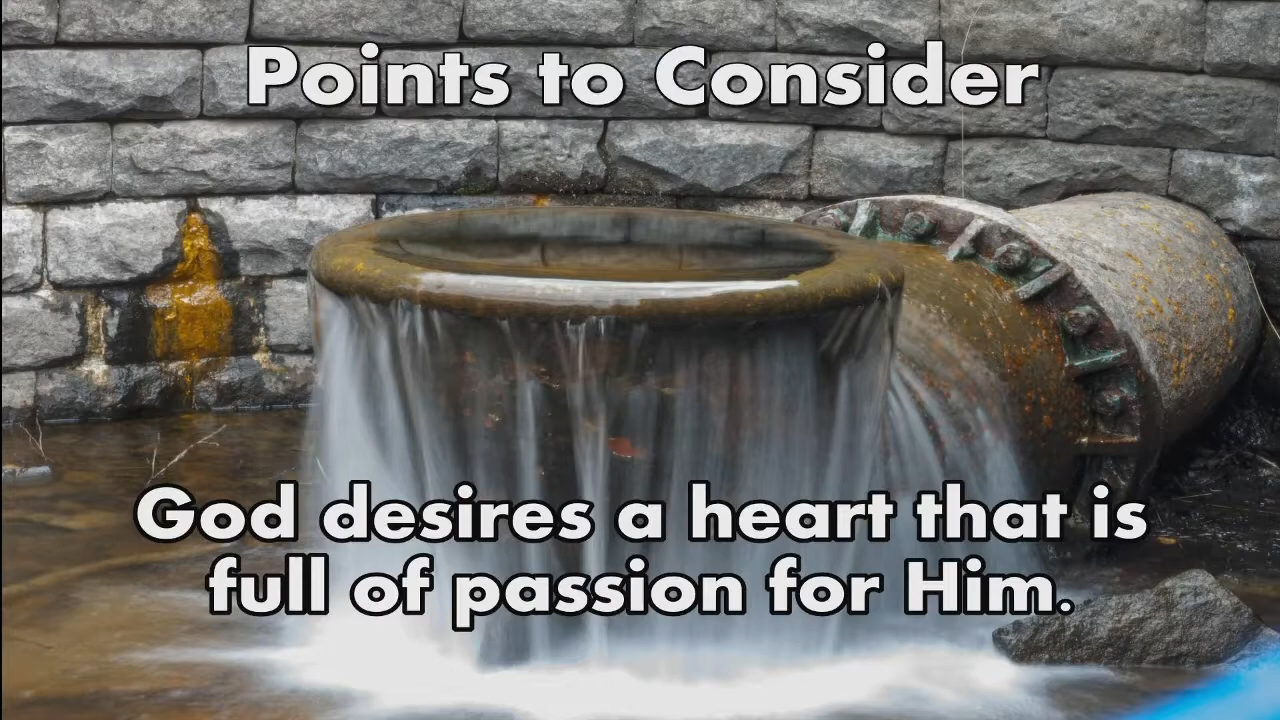 Points to Consider
God desires a heart that is
full of passion for Him.